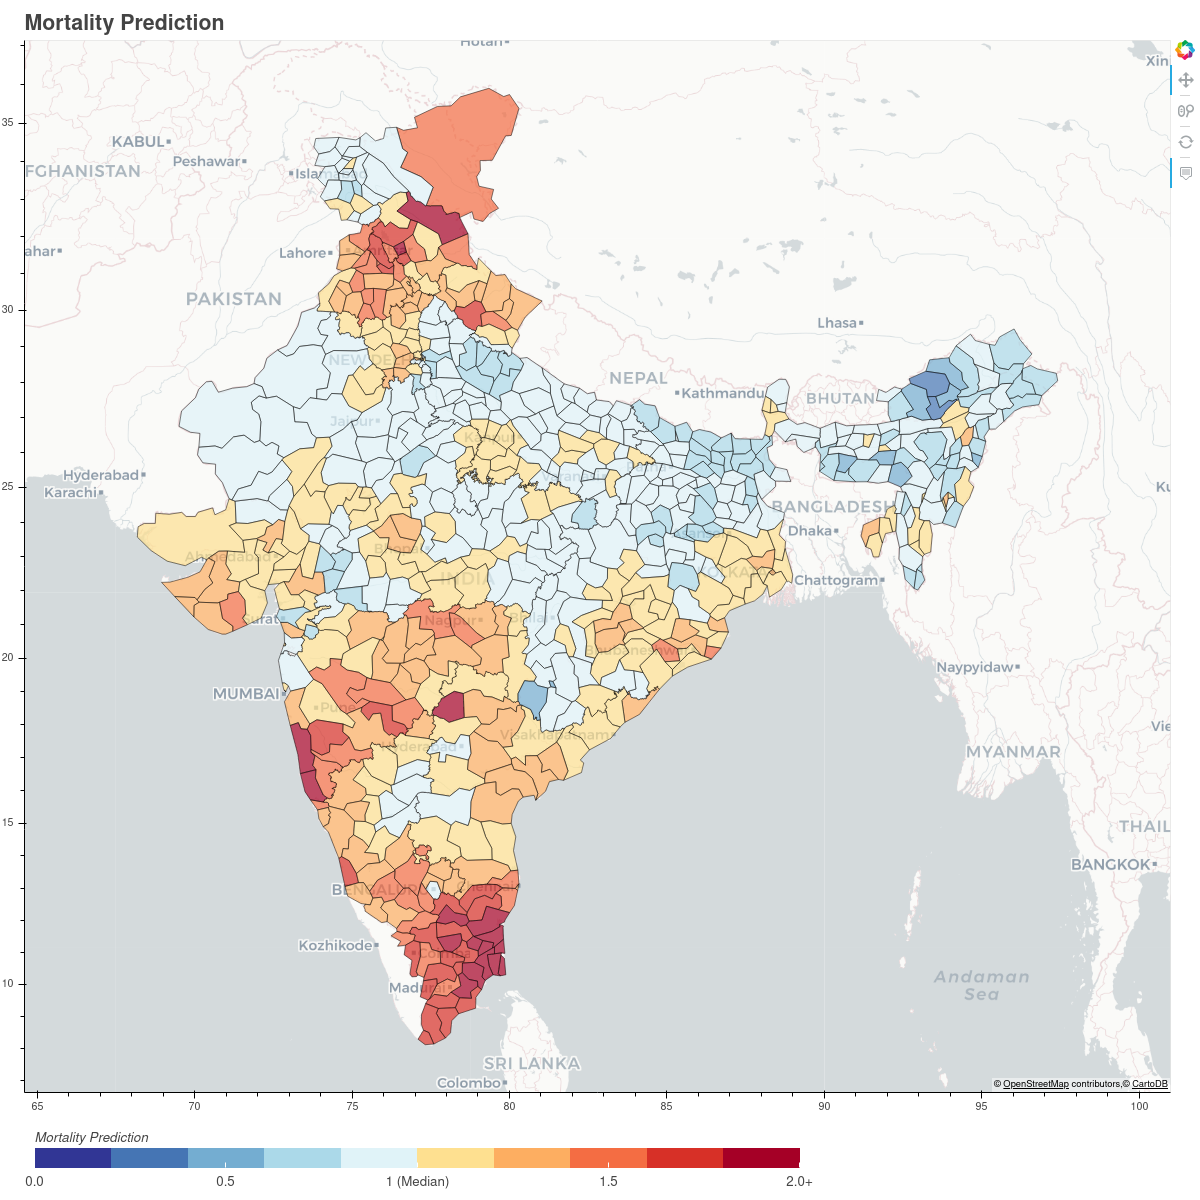 Mortality Prediction
Hotan
Xin
35
KABUL
Peshawar
FGHANISTAN
Islamabad
Lahore
ahar
PAKISTAN
30
Lhasa
NEW DELHI
NEPAL
Kathmandu
BHUTAN
Jaipur
Kanpur
Hyderabad
Karachi
25
Varanasi
BANGLADESH
Dhaka
Ku
Ahmedabad
Bhopal
INDIA
KOLKATA
Chattogram
Surat
Nagpur
Bhilai
Bhubaneswar
20
MUMBAI
Naypyidaw
Pune
Hyderabad
Visakhapatnam
Vie
MYANMAR
15
THAIL
BENGALURU
Chennai
BANGKOK
Kozhikode
Coimba
10
Madurai
Andaman
Sea
SRI LANKA
Colombo
© OpenStreetMap contributors,© CartoDB
65 70 75 80 85 90 95 100
Mortality Prediction
0.0 0.5 1 (Median) 1.5 2.0+